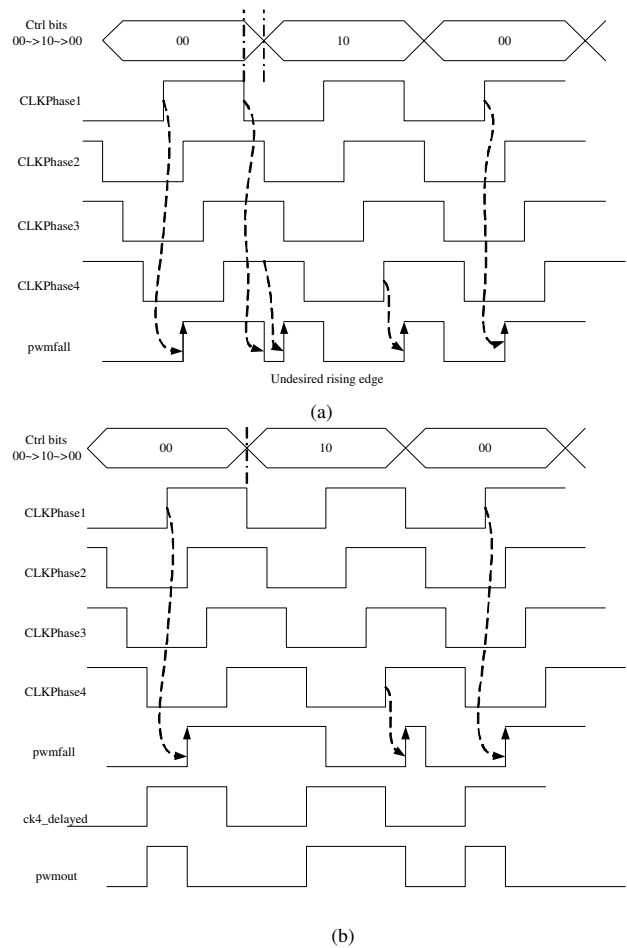 Ctrl bits
00~>10~>00
00
10
00
CLKPhase1
CLKPhase2
CLKPhase3
CLKPhase4
pwmfall
Undesired rising edge
(a)
Ctrl bits
00~>10~>00
00
10
00
CLKPhase1
CLKPhase2
CLKPhase3
CLKPhase4
pwmfall
ck4_delayed
pwmout
(b)